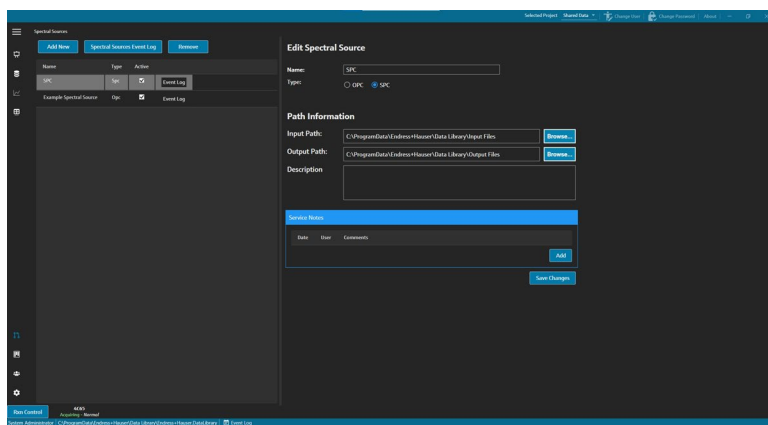 Selected Project Shared Data Change User Change Password About
Spectral Sources
Add New Spectral Sources Event Log Remove
Name Type Active
SPC Spc Event Log
Example Spectral Source Opc Event Log
Edit Spectral Source
Name: SPC
Type: OPC SPC
Path Information
Input Path: C:\ProgramData\Endress+Hauser\Data Library\Input Files Browse...
Output Path: C:\ProgramData\Endress+Hauser\Data Library\Output Files Browse...
Description
Service Notes
Date User Comments
Add
Save Changes
Run Control
Acquiring - Normal
System Administrator C:\ProgramData\Endress+Hauser\Data Library\Endress+Hauser.DataLibrary Event Log